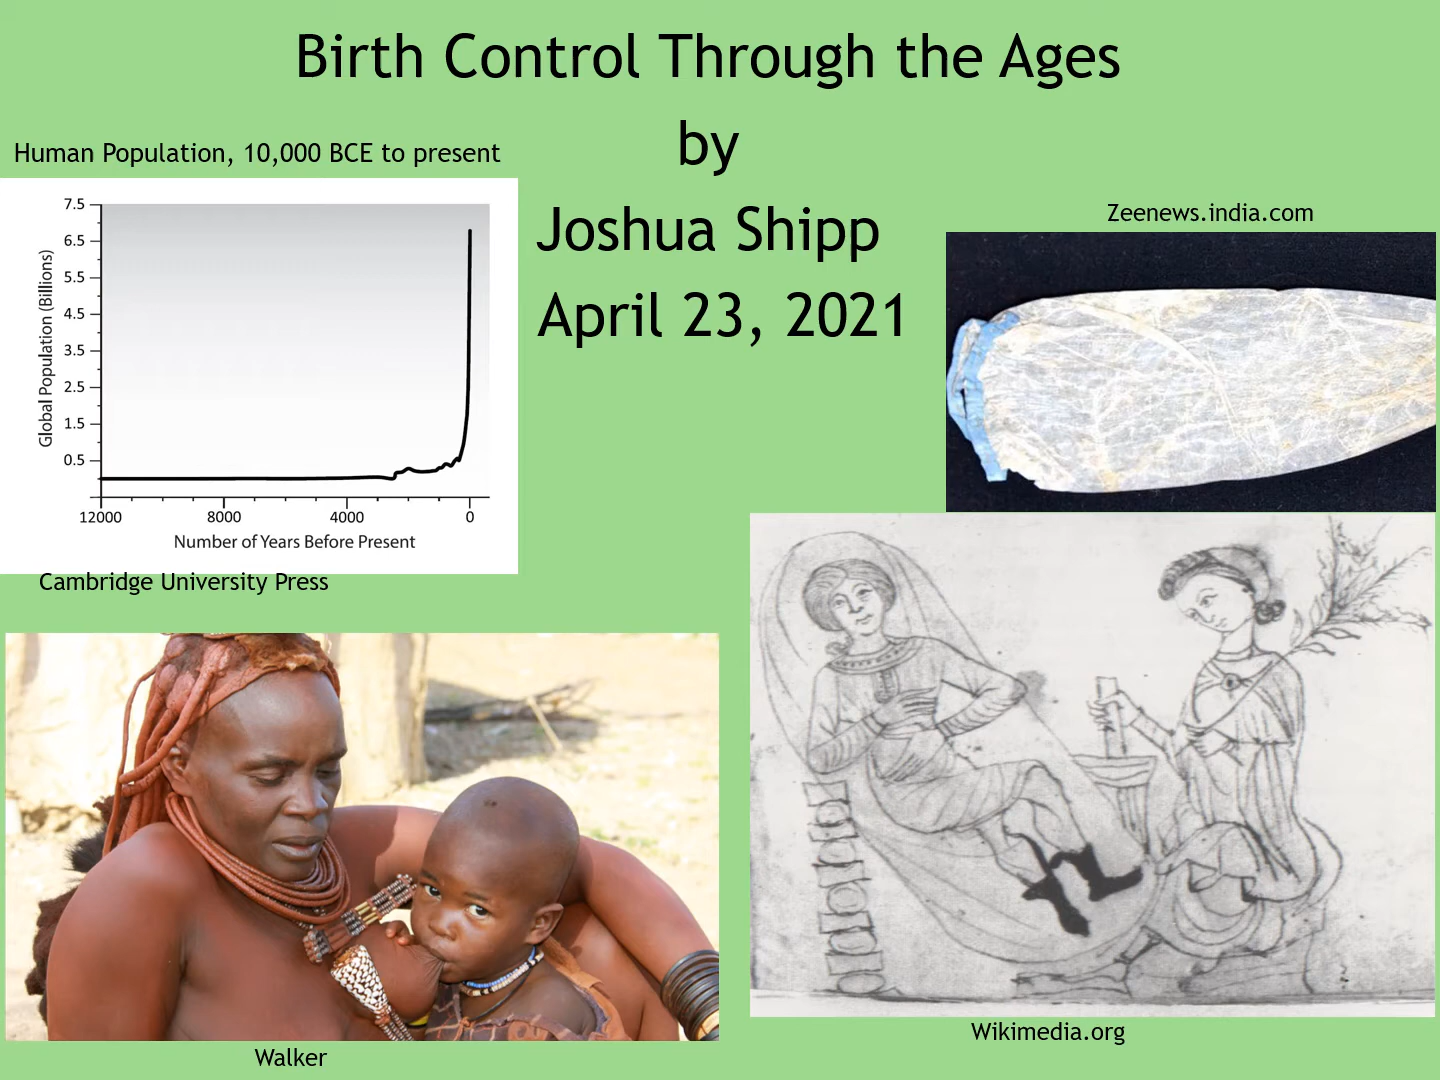 Birth Control Through the Ages
by
Joshua Shipp
April 23, 2021
Human Population, 10,000 BCE to present
7.5
6.5
5.5
4.5
3.5
2.5
1.5
0.5
Global Population (Billions)
12000 8000 4000 0
Number of Years Before Present
Cambridge University Press
Zeenews.india.com
Walker
Wikimedia.org